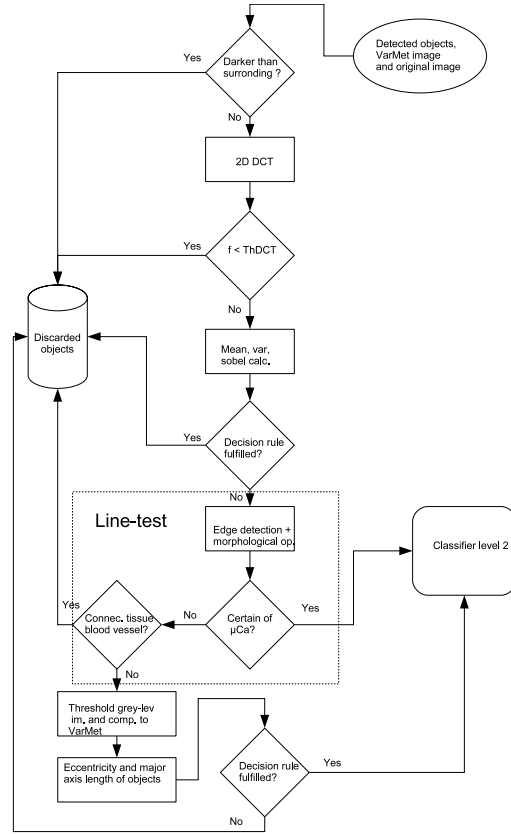 Yes
Darker than
surronding ?
Detected objects,
VarMet image
and original image
No
2D DCT
Yes
f < ThDCT
No
Discarded
objects
Mean, var,
sobel calc.
Yes
Decision rule
fulfilled?
No
Line-test
Edge detection +
morphological op.
Classifier level 2
Yes
Connec. tissue
blood vessel?
No
Certain of
µCa?
Yes
No
Threshold grey-lev
im. and comp. to
VarMet
Eccentricity and major
axis length of objects
Decision rule
fulfilled?
Yes
No